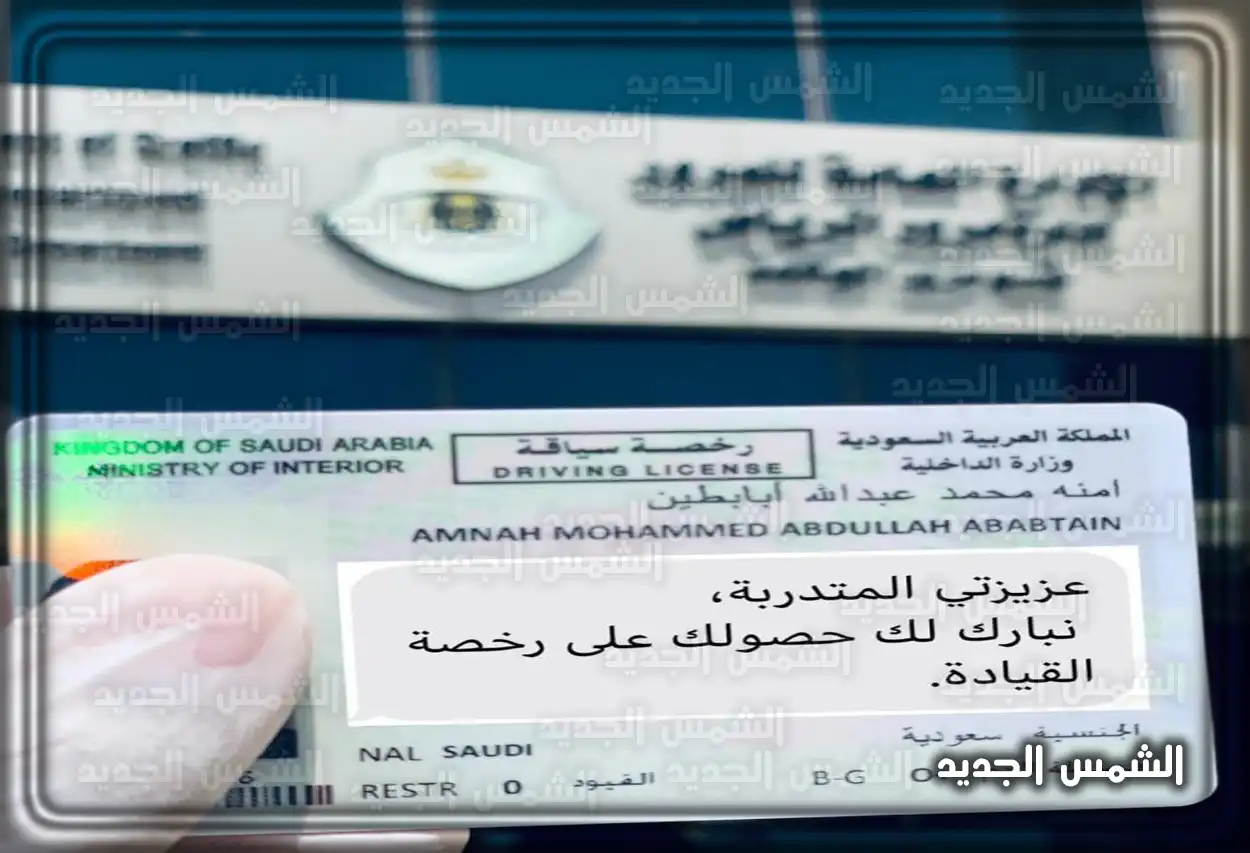 KINGDOM OF SAUDI ARABIA
MINISTRY OF INTERIOR
رخصة سياقة
DRIVING LICENSE
المملكة العربية السعودية
وزارة الداخلية
أمنه محمد عبدالله أبابطين
AMNAH MOHAMMED ABDULLAH ABABTAIN
عزيزتي المتدربة،
نبارك لك حصولك على رخصة
القيادة.
NAL SAUDI
الجنسية سعودية
RESTR 0 القيود
B-G
الشمس الجديد